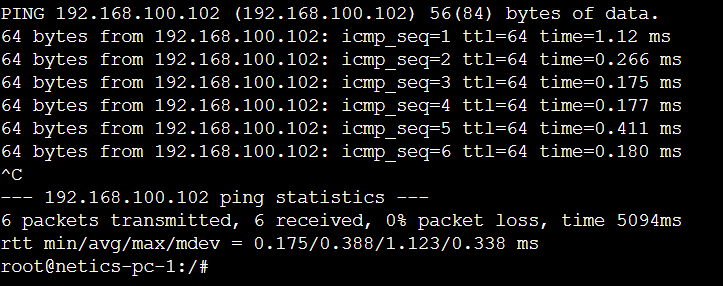 PING 192.168.100.102 (192.168.100.102) 56(84) bytes of data.
64 bytes from 192.168.100.102: icmp_seq=1 ttl=64 time=1.12 ms
64 bytes from 192.168.100.102: icmp_seq=2 ttl=64 time=0.266 ms
64 bytes from 192.168.100.102: icmp_seq=3 ttl=64 time=0.175 ms
64 bytes from 192.168.100.102: icmp_seq=4 ttl=64 time=0.177 ms
64 bytes from 192.168.100.102: icmp_seq=5 ttl=64 time=0.411 ms
64 bytes from 192.168.100.102: icmp_seq=6 ttl=64 time=0.180 ms
^C
--- 192.168.100.102 ping statistics ---
6 packets transmitted, 6 received, 0% packet loss, time 5094ms
rtt min/avg/max/mdev = 0.175/0.388/1.123/0.338 ms
root@netics-pc-1:/#